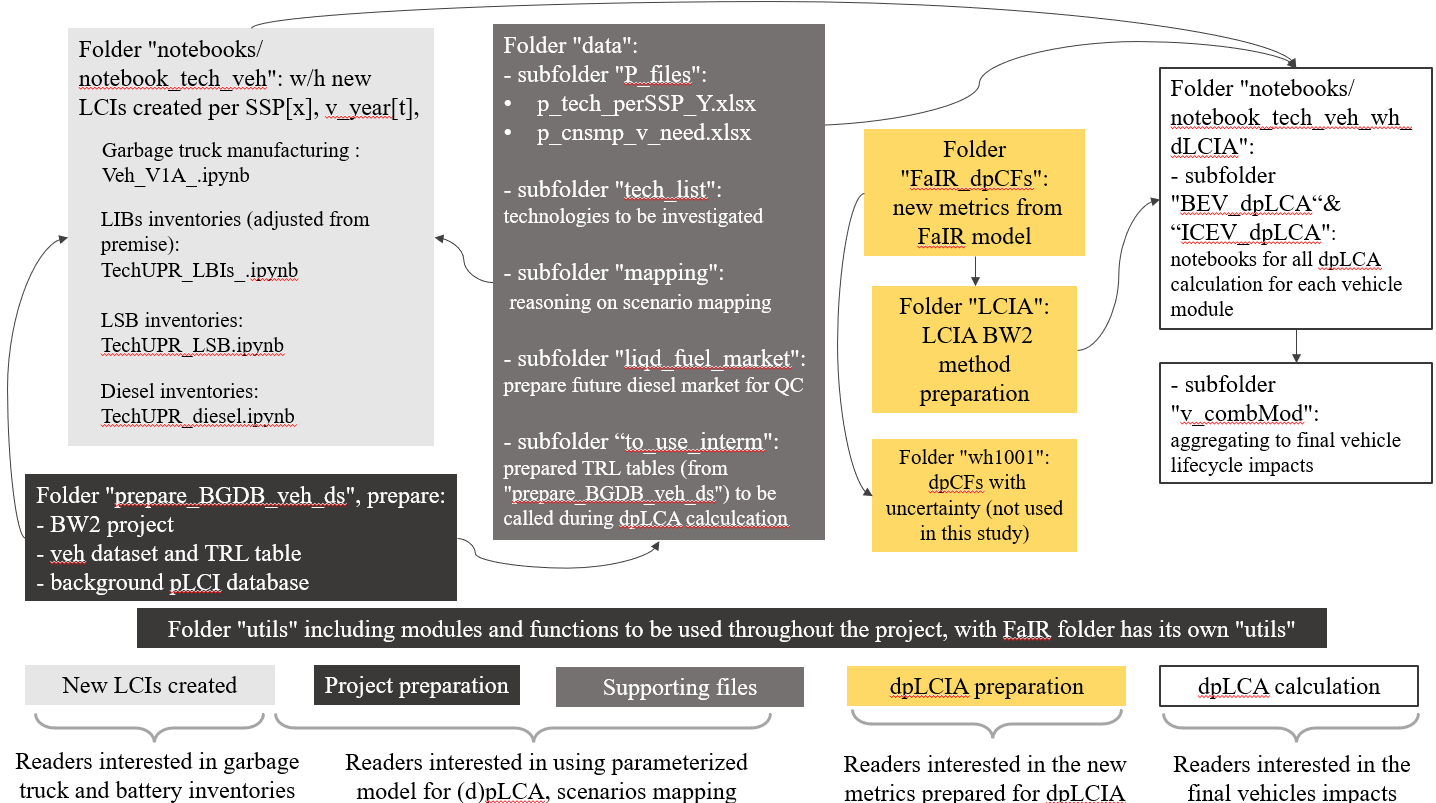 Folder "notebooks/
notebook_tech_veh": w/h new
LCIs created per SSP[x], v_year[t],
Garbage truck manufacturing :
Veh_V1A_.ipynb
LIBs inventories (adjusted from
premise):
TechUPR_LBIs_.ipynb
LSB inventories:
TechUPR_LSB.ipynb
Diesel inventories:
TechUPR_diesel.ipynb
Folder "prepare_BGDB_veh_ds", prepare:
- BW2 project
- veh dataset and TRL table
- background pLCI database
Folder "data":
- subfolder "P_files":
• p_tech_perSSP_Y.xlsx
• p_cnsmp_v_need.xlsx
- subfolder "tech_list":
technologies to be investigated
- subfolder "mapping":
reasoning on scenario mapping
- subfolder "liqd_fuel_market":
prepare future diesel market for QC
- subfolder “to_use_interm":
prepared TRL tables (from
"prepare_BGDB_veh_ds") to be
called during dpLCA calculcation
Folder
"FaIR_dpCFs":
new metrics from
FaIR model
Folder "LCIA":
LCIA BW2
method
preparation
Folder "wh1001":
dpCFs with
uncertainty (not used
in this study)
Folder "notebooks/
notebook_tech_veh_wh_
dLCIA":
- subfolder
"BEV_dpLCA“&
“ICEV_dpLCA":
notebooks for all dpLCA
calculation for each vehicle
module
- subfolder
"v_combMod":
aggregating to final vehicle
lifecycle impacts
Folder "utils" including modules and functions to be used throughout the project, with FaIR folder has its own "utils"
New LCIs created
Project preparation
Supporting files
dpLCIA preparation
dpLCA calculation
Readers interested in garbage
truck and battery inventories
Readers interested in using parameterized
model for (d)pLCA, scenarios mapping
Readers interested in the new
metrics prepared for dpLCIA
Readers interested in the
final vehicles impacts